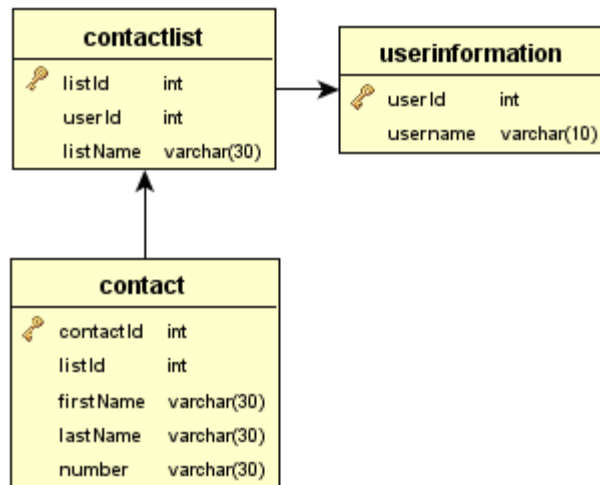 contactlist
listId int
userId int
listName varchar(30)
userinformation
userId int
username varchar(10)
contact
contactId int
listId int
firstName varchar(30)
lastName varchar(30)
number varchar(30)